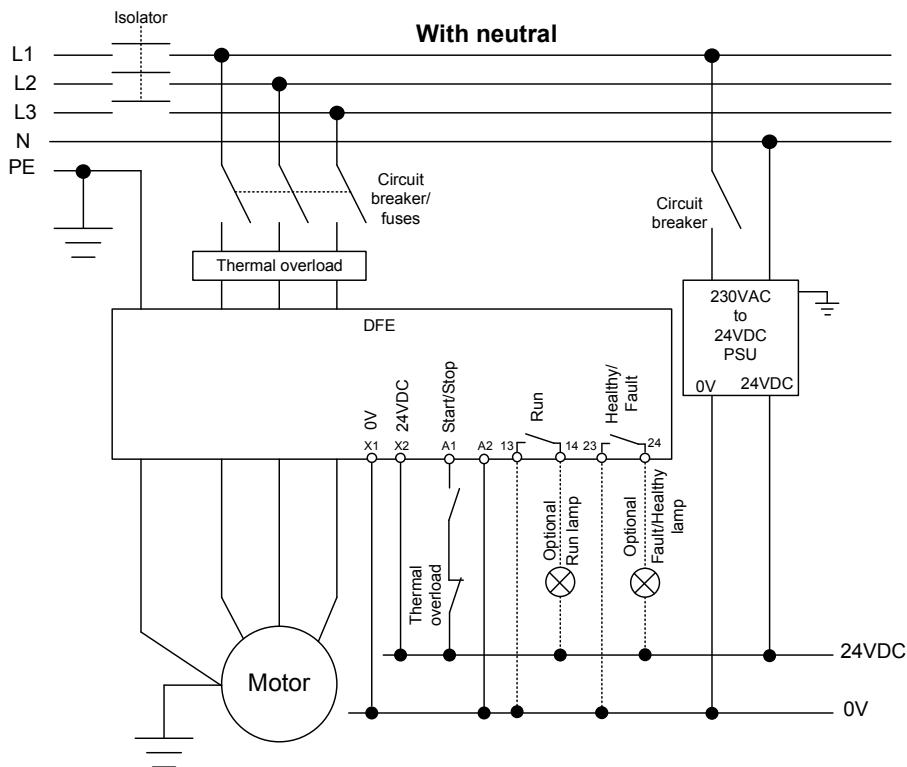 Isolator
With neutral
L1
L2
L3
N
PE
Circuit
breaker/
fuses
Circuit
breaker
Thermal overload
230VAC
to
24VDC
PSU
0V
24VDC
DFE
0V
24VDC
Start/Stop
Run
Healthy/
Fault
X1
X2
A1
A2
13
14
23
24
Thermal
overload
Optional
Run lamp
Optional
Fault/Healthy
lamp
24VDC
Motor
0V